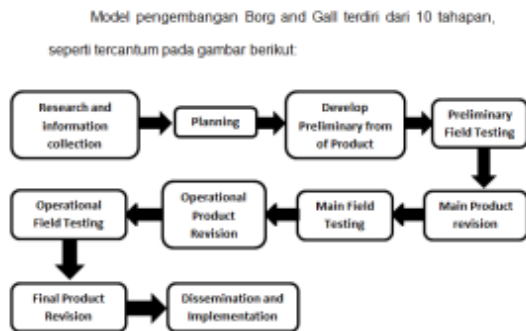 Model pengembangan Borg and Gall terdiri dari 10 tahapan,
seperti tercantum pada gambar berikut:
Research and
information
collection
Planning
Develop
Preliminary from
of Product
Preliminary
Field Testing
Main Product
revision
Main Field
Testing
Operational
Product
Revision
Operational
Field Testing
Final Product
Revision
Dissemination and
Implementation